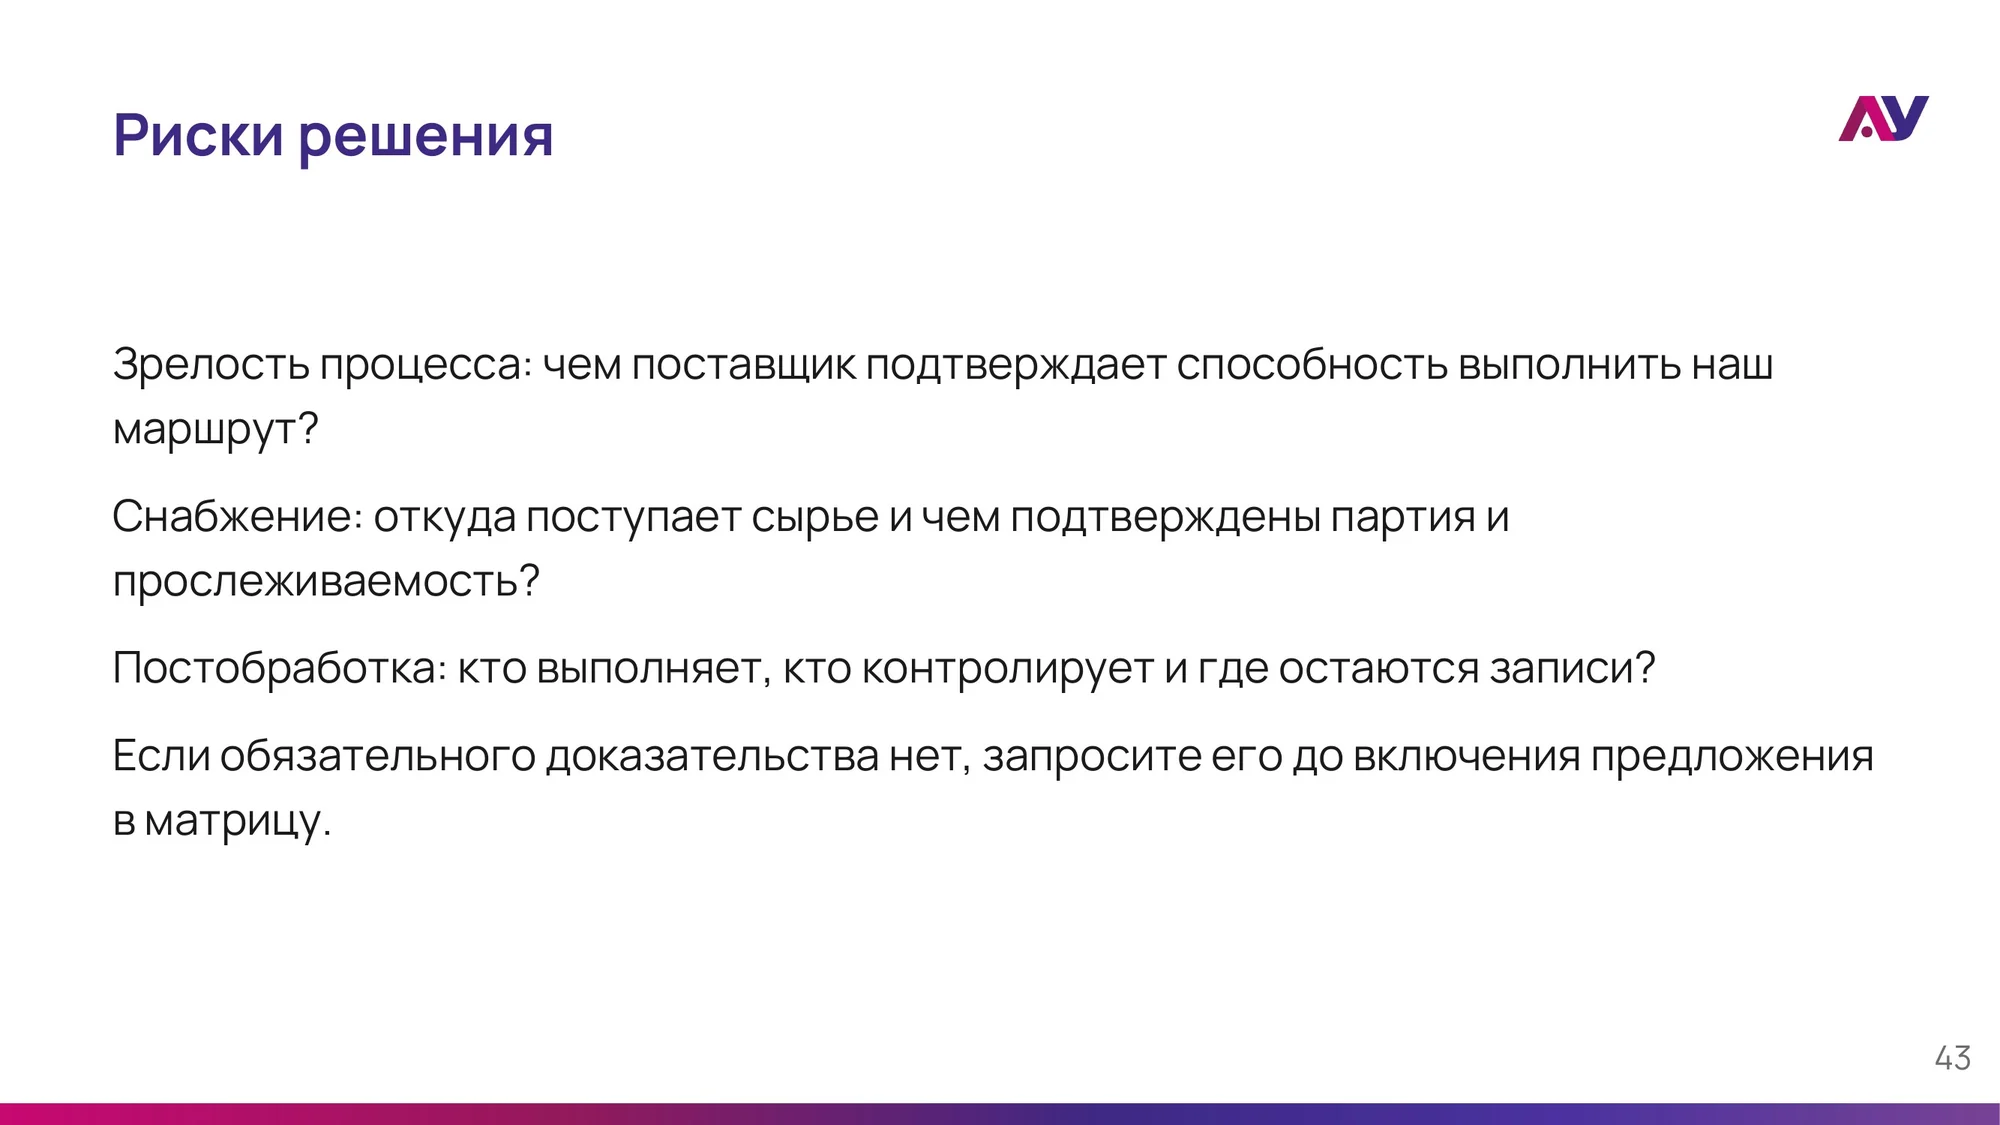 Риски решения
АУ
Зрелость процесса: чем поставщик подтверждает способность выполнить наш
маршрут?
Снабжение: откуда поступает сырье и чем подтверждены партия и
прослеживаемость?
Постобработка: кто выполняет, кто контролирует и где остаются записи?
Если обязательного доказательства нет, запросите его до включения предложения
в матрицу.
43